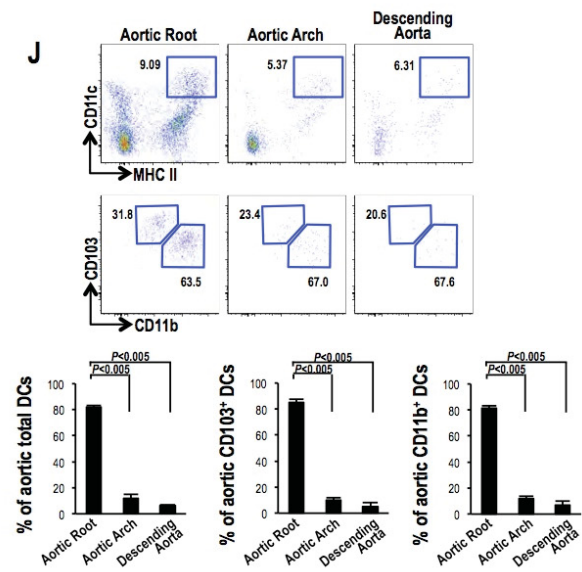 J
Aortic Root
Aortic Arch
Descending
Aorta
9.09
5.37
6.31
CD11c
MHC II
31.8
23.4
20.6
63.5
67.0
67.6
CD103
CD11b
P<0.005
P<0.005
% of aortic total DCs
100
80
60
40
20
0
Aortic Root
Aortic Arch
Descending
Aorta
P<0.005
P<0.005
% of aortic CD103⁺ DCs
100
80
60
40
20
0
Aortic Root
Aortic Arch
Descending
Aorta
P<0.005
P<0.005
% of aortic CD11b⁺ DCs
100
80
60
40
20
0
Aortic Root
Aortic Arch
Descending
Aorta